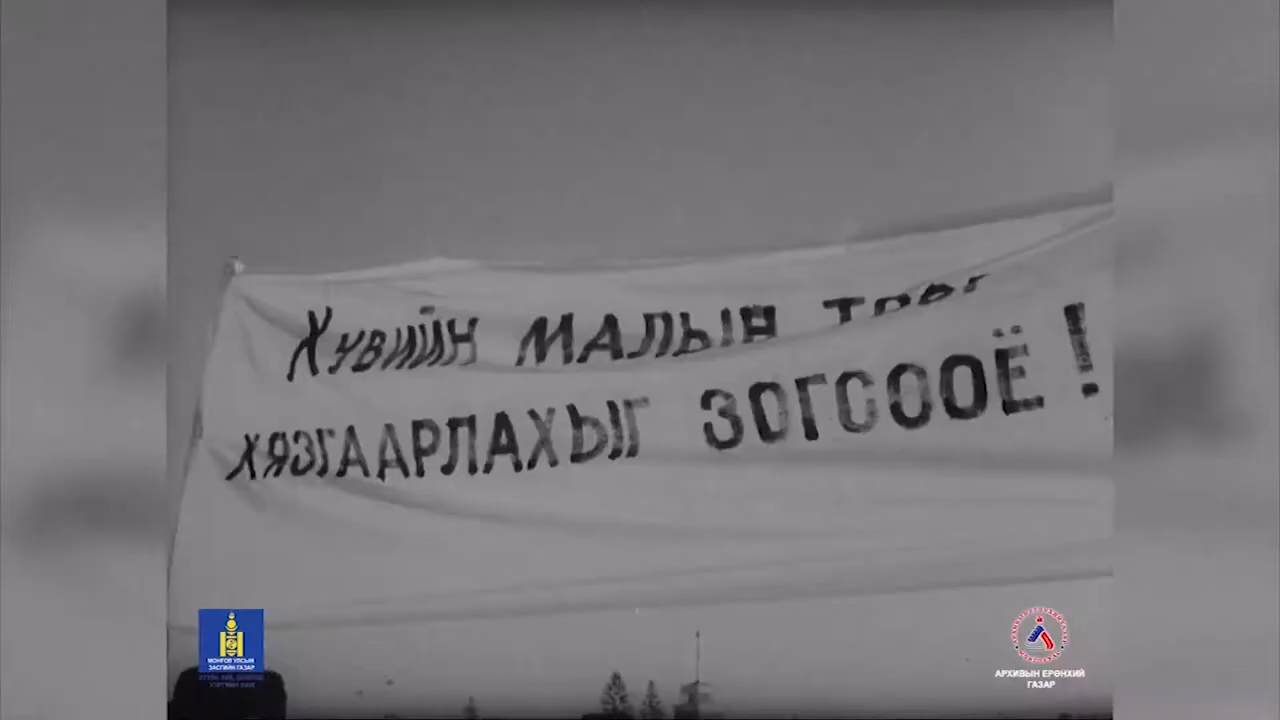 Хувийн малын
хязгаарлахыг зогсооё!
МОНГОЛ УЛСЫН
ЗАСГИЙН ГАЗАР
АРХИВЫН ЕРӨНХИЙ
ГАЗАР